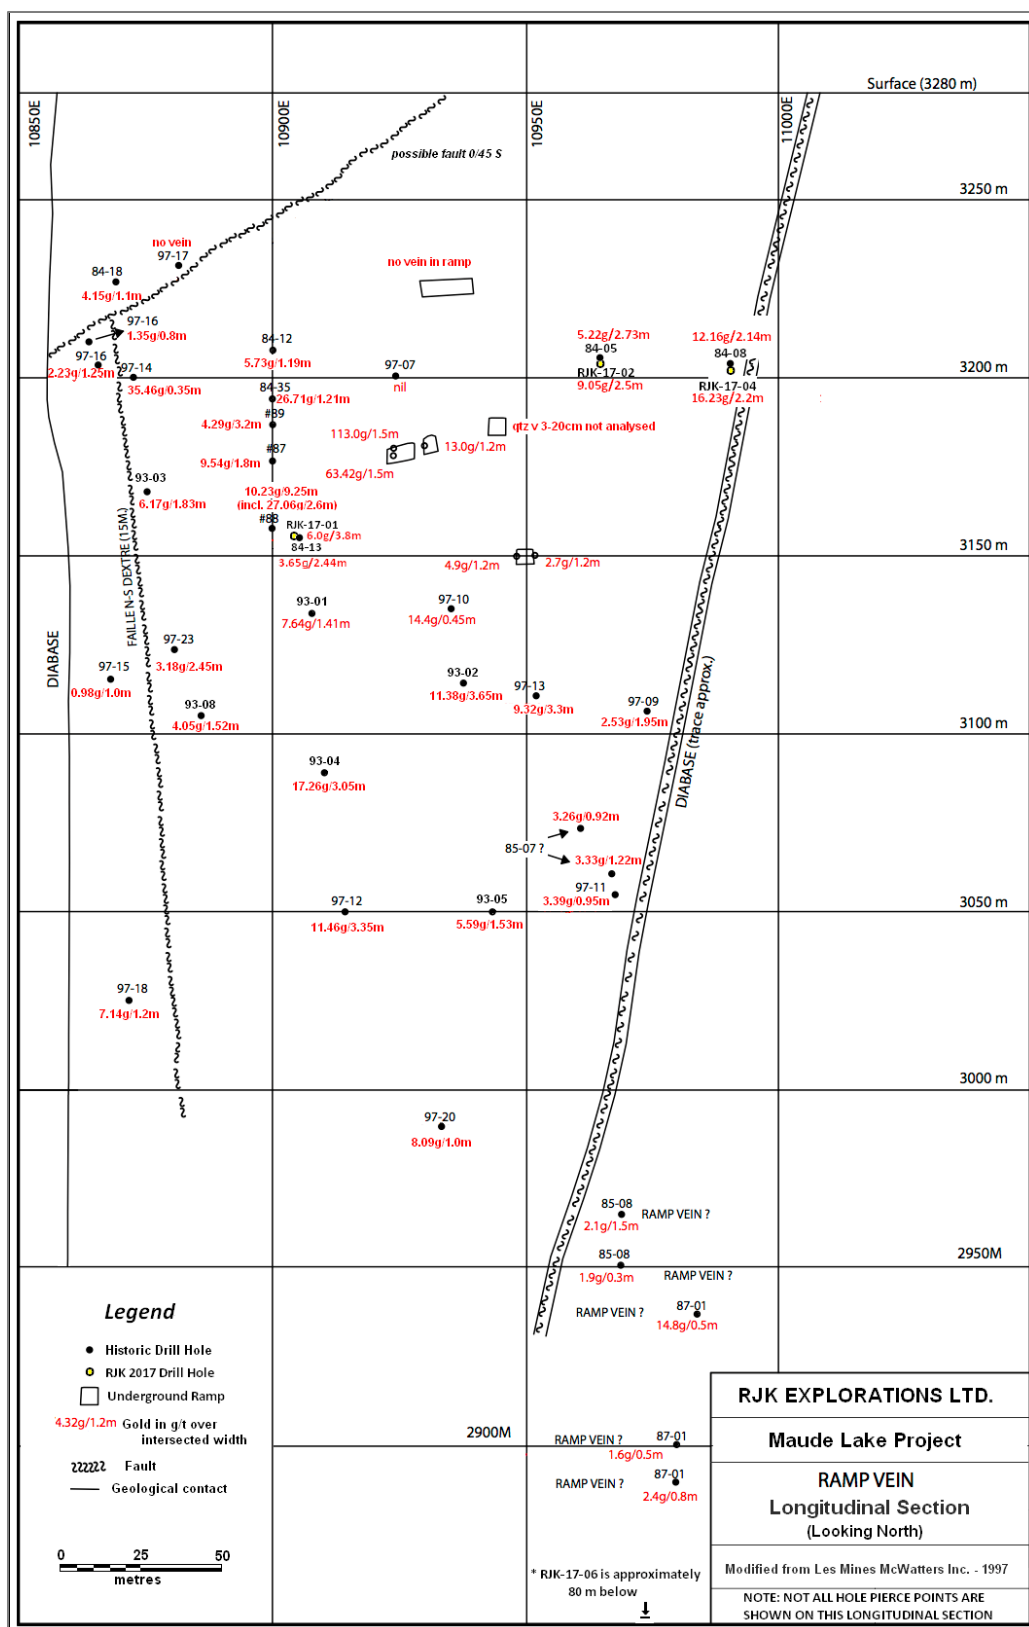 Surface (3280 m)
10850E
10900E
10950E
11000E
possible fault 0/45 S
3250 m
no vein
97-17
84-18
4.15g/1.1m
no vein in ramp
97-16
1.35g/0.8m
97-16
2.23g/1.25m
97-14
35.46g/0.35m
84-12
5.73g/1.19m
97-07
nil
5.22g/2.73m
84-05
RJK-17-02
9.05g/2.5m
12.16g/2.14m
84-08
RJK-17-04
16.23g/2.2m
3200 m
84-35
26.71g/1.21m
#89
4.29g/3.2m
#87
9.54g/1.8m
113.0g/1.5m
63.42g/1.5m
13.0g/1.2m
qtz v 3-20cm not analysed
93-03
6.17g/1.83m
10.23g/9.25m
(incl. 27.06g/2.6m)
#88
RJK-17-01
6.0g/3.8m
84-13
3.65g/2.44m
4.9g/1.2m
2.7g/1.2m
3150 m
FAILLE N-S DEXTRE (15M.)
DIABASE
93-01
7.64g/1.41m
97-10
14.4g/0.45m
97-23
3.18g/2.45m
97-15
0.98g/1.0m
93-08
4.05g/1.52m
93-02
11.38g/3.65m
97-13
9.32g/3.3m
97-09
2.53g/1.95m
DIABASE (trace approx.)
3100 m
93-04
17.26g/3.05m
3.26g/0.92m
85-07 ?
3.33g/1.22m
97-11
3.39g/0.95m
97-12
11.46g/3.35m
93-05
5.59g/1.53m
3050 m
97-18
7.14g/1.2m
3000 m
97-20
8.09g/1.0m
85-08
RAMP VEIN ?
2.1g/1.5m
85-08
1.9g/0.3m
RAMP VEIN ?
2950M
RAMP VEIN ?
87-01
14.8g/0.5m
2900M
RAMP VEIN ?
87-01
1.6g/0.5m
RAMP VEIN ?
87-01
2.4g/0.8m
Legend
Historic Drill Hole
RJK 2017 Drill Hole
Underground Ramp
4.32g/1.2m Gold in g/t over
intersected width
Fault
Geological contact
0 25 50
metres
* RJK-17-06 is approximately
80 m below
RJK EXPLORATIONS LTD.
Maude Lake Project
RAMP VEIN
Longitudinal Section
(Looking North)
Modified from Les Mines McWatters Inc. - 1997
NOTE: NOT ALL HOLE PIERCE POINTS ARE
SHOWN ON THIS LONGITUDINAL SECTION